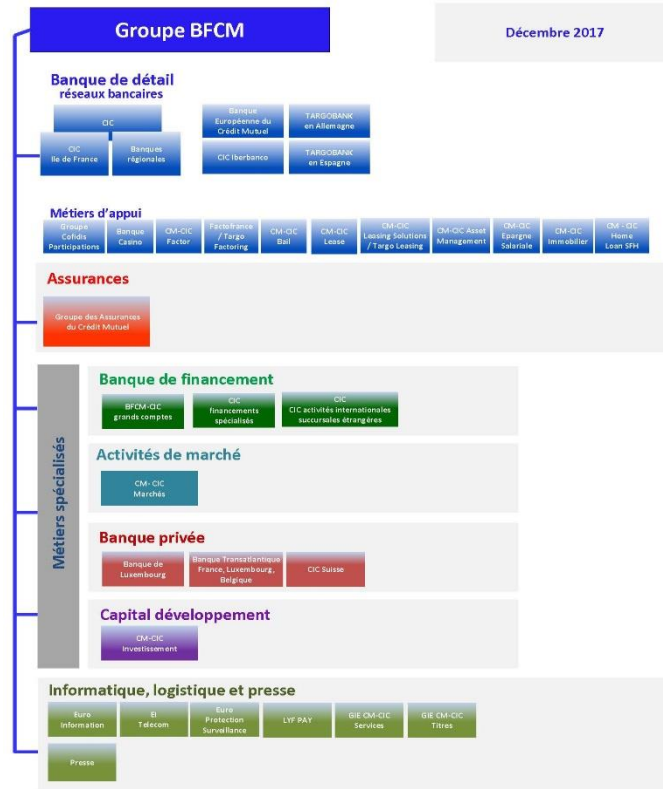 Groupe BFCM
Décembre 2017
Banque de détail
réseaux bancaires
CIC
CIC
Ile de France
Banques
régionales
Banque
Européenne du
Crédit Mutuel
TARGOBANK
en Allemagne
CIC Iberbanco
TARGOBANK
en Espagne
Métiers d'appui
Groupe
Cofidis
Participations
Banque
Casino
CM-CIC
Factor
Factofrance
/ Targo
Factoring
CM-CIC
Bail
CM-CIC
Lease
CM-CIC
Leasing Solutions
/ Targo Leasing
CM-CIC Asset
Management
CM-CIC
Epargne
Salariale
CM-CIC
Immobilier
CM - CIC
Home
Loan SFH
Assurances
Groupe des Assurances
du Crédit Mutuel
Métiers spécialisés
Banque de financement
BFCM-CIC
grands comptes
CIC
financements
spécialisés
CIC
CIC activités internationales
succursales étrangères
Activités de marché
CM- CIC
Marchés
Banque privée
Banque de
Luxembourg
Banque Transatlantique
France, Luxembourg,
Belgique
CIC Suisse
Capital développement
CM-CIC
Investissement
Informatique, logistique et presse
Euro
Information
EI
Telecom
Euro
Protection
Surveillance
LYF PAY
GIE CM-CIC
Services
GIE CM-CIC
Titres
Presse